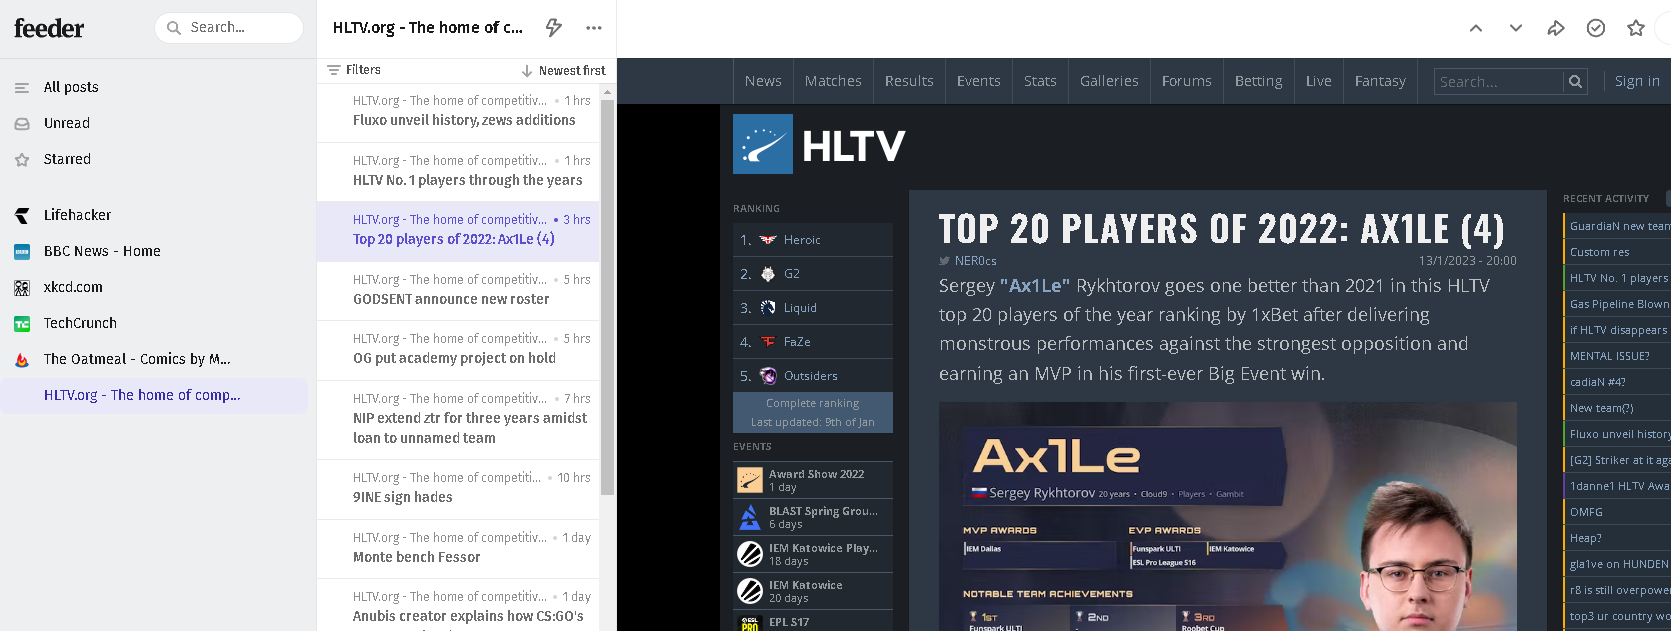 feeder
Search...
All posts
Unread
Starred
Lifehacker
BBC News - Home
xkcd.com
TechCrunch
The Oatmeal - Comics by M...
HLTV.org - The home of comp...
HLTV.org - The home of c...
Filters
Newest first
HLTV.org - The home of competitiv... • 1 hrs
Fluxo unveil history, zews additions
HLTV.org - The home of competitiv... • 1 hrs
HLTV No. 1 players through the years
HLTV.org - The home of competitiv... • 3 hrs
Top 20 players of 2022: Ax1Le (4)
HLTV.org - The home of competitiv... • 5 hrs
GODSENT announce new roster
HLTV.org - The home of competitiv... • 5 hrs
OG put academy project on hold
HLTV.org - The home of competitiv... • 7 hrs
NIP extend ztr for three years amidst
loan to unnamed team
HLTV.org - The home of competiti... • 10 hrs
9INE sign hades
HLTV.org - The home of competitiv... • 1 day
Monte bench Fessor
HLTV.org - The home of competitiv... • 1 day
Anubis creator explains how CS:GO's
News Matches Results Events Stats Galleries Forums Betting Live Fantasy Search... Sign in
HLTV
RANKING
1. Heroic
2. G2
3. Liquid
4. FaZe
5. Outsiders
Complete ranking
Last updated: 9th of Jan
EVENTS
Award Show 2022
1 day
BLAST Spring Grou...
6 days
IEM Katowice Play...
18 days
IEM Katowice
20 days
EPL S17
TOP 20 PLAYERS OF 2022: AX1LE (4)
NER0cs
13/1/2023 - 20:00
Sergey "Ax1Le" Rykhtorov goes one better than 2021 in this HLTV
top 20 players of the year ranking by 1xBet after delivering
monstrous performances against the strongest opposition and
earning an MVP in his first-ever Big Event win.
Ax1Le
Sergey Rykhtorov 20 years • Cloud9 • Players • Gambit
MVP AWARDS
IEM Dallas
EVP AWARDS
Funspark ULTI
IEM Katowice
ESL Pro League S16
NOTABLE TEAM ACHIEVEMENTS
1ST
Funspark ULTI
2ND
3RD
Roobet Cup
RECENT ACTIVITY
GuardiaN new team
Custom res
HLTV No. 1 players
Gas Pipeline Blown
if HLTV disappears
MENTAL ISSUE?
cadiaN #4?
New team(?)
Fluxo unveil history
[G2] Striker at it aga
1danne1 HLTV Awa
OMFG
Heap?
gla1ve on HUNDEN
r8 is still overpowe
top3 ur country wo